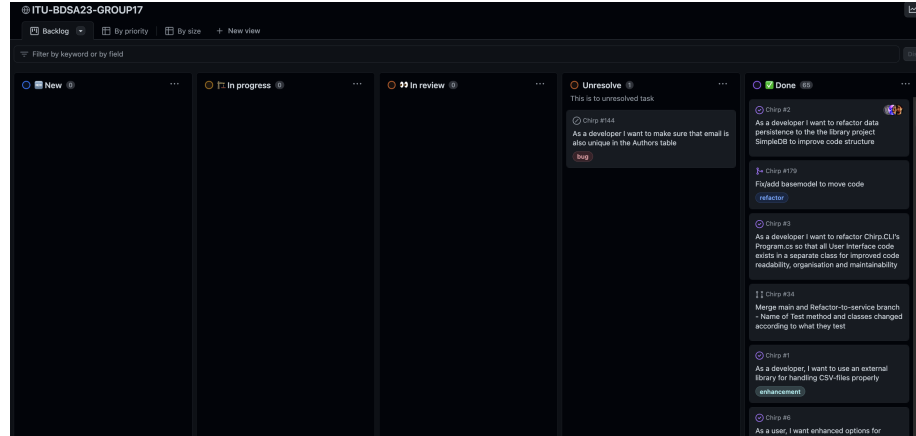 ITU-BDSA23-GROUP17
Backlog
By priority
By size
+ New view
Filter by keyword or by field
New 0
In progress 0
In review 0
Unresolve 1
This is to unresolved task
Chirp #144
As a developer I want to make sure that email is
also unique in the Authors table
bug
Done 65
Chirp #2
As a developer I want to refactor data
persistence to the the library project
SimpleDB to improve code structure
Chirp #179
Fix/add basemodel to move code
refactor
Chirp #3
As a developer I want to refactor Chirp.CLI's
Program.cs so that all User Interface code
exists in a separate class for improved code
readability, organisation and maintainability
Chirp #34
Merge main and Refactor-to-service branch
- Name of Test method and classes changed
according to what they test
Chirp #1
As a developer, I want to use an external
library for handling CSV-files properly
enhancement
Chirp #6
As a user, I want enhanced options for